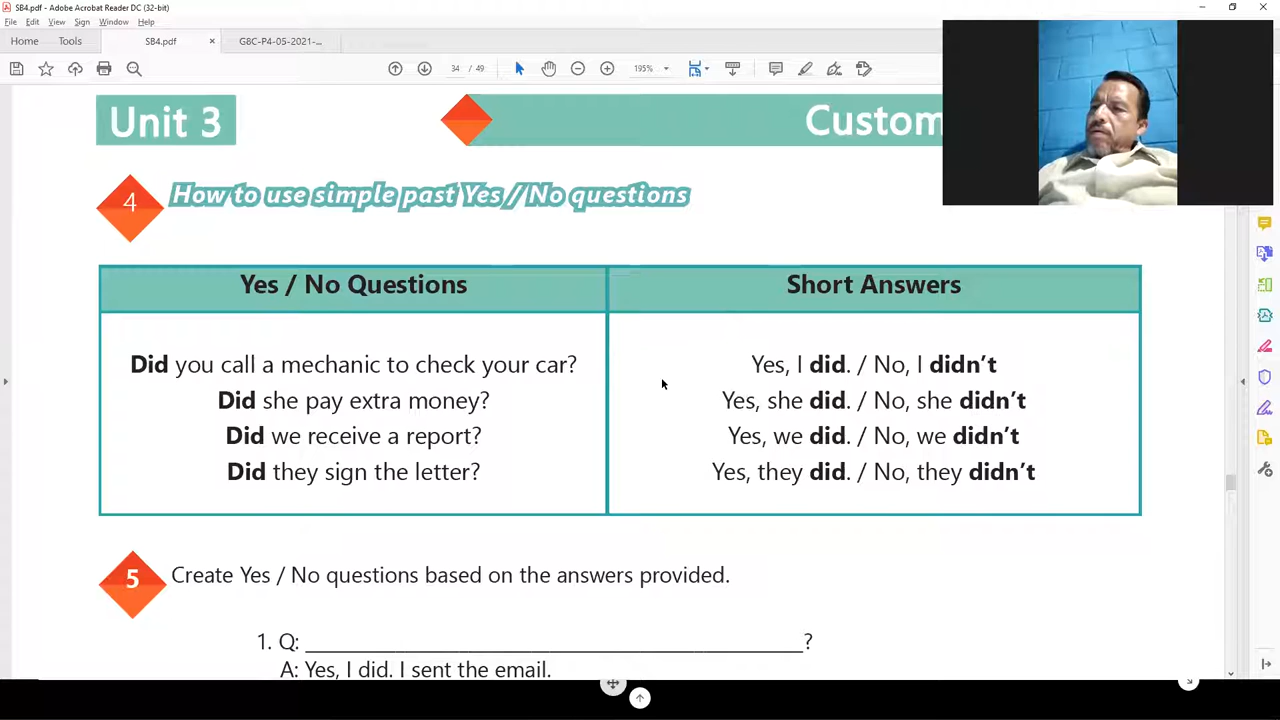 SB4.pdf - Adobe Acrobat Reader DC (32-bit)
File Edit View Sign Window Help
Home Tools SB4.pdf × GBC-P4-05-2021-...
34 / 49 195%
Unit 3
Custom
4 How to use simple past Yes / No questions
Yes / No Questions Short Answers
Did you call a mechanic to check your car? Yes, I did. / No, I didn't
Did she pay extra money? Yes, she did. / No, she didn't
Did we receive a report? Yes, we did. / No, we didn't
Did they sign the letter? Yes, they did. / No, they didn't
5 Create Yes / No questions based on the answers provided.
1. Q: ______________________________________________?
A: Yes, I did. I sent the email.